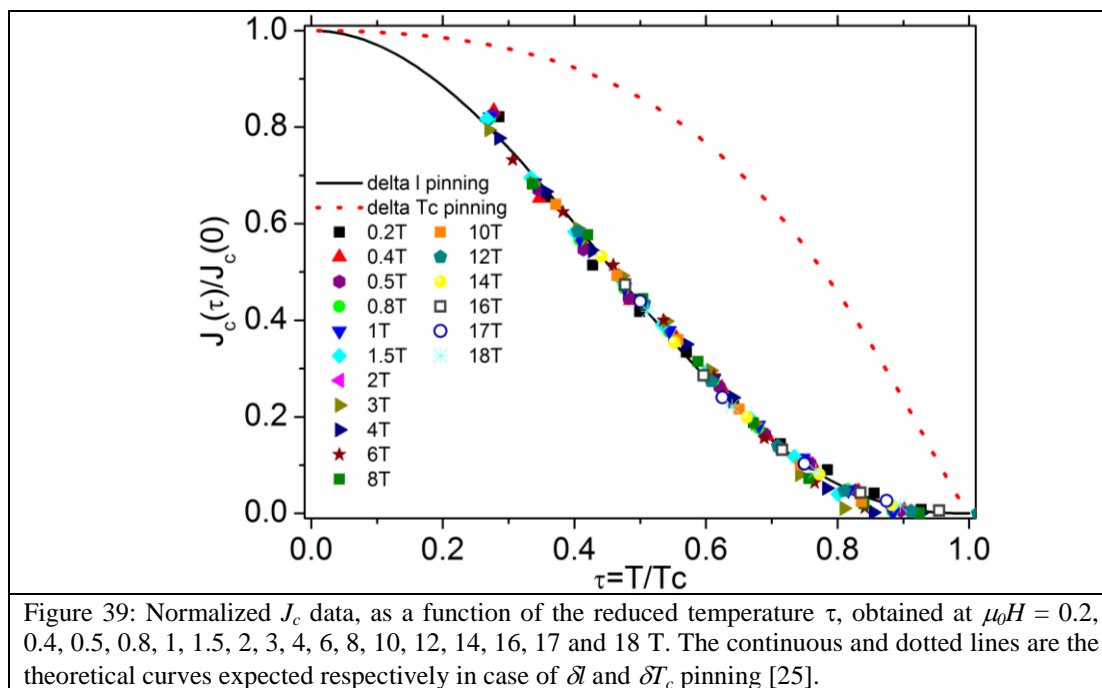 1.0
0.8
0.6
0.4
0.2
0.0
J_c(τ)/J_c(0)
delta l pinning
delta Tc pinning
0.2T
0.4T
0.5T
0.8T
1T
1.5T
2T
3T
4T
6T
8T
10T
12T
14T
16T
17T
18T
0.0 0.2 0.4 0.6 0.8 1.0
τ=T/Tc
Figure 39: Normalized J_c data, as a function of the reduced temperature τ, obtained at μ₀H = 0.2,
0.4, 0.5, 0.8, 1, 1.5, 2, 3, 4, 6, 8, 10, 12, 14, 16, 17 and 18 T. The continuous and dotted lines are the
theoretical curves expected respectively in case of δl and δT_c pinning [25].